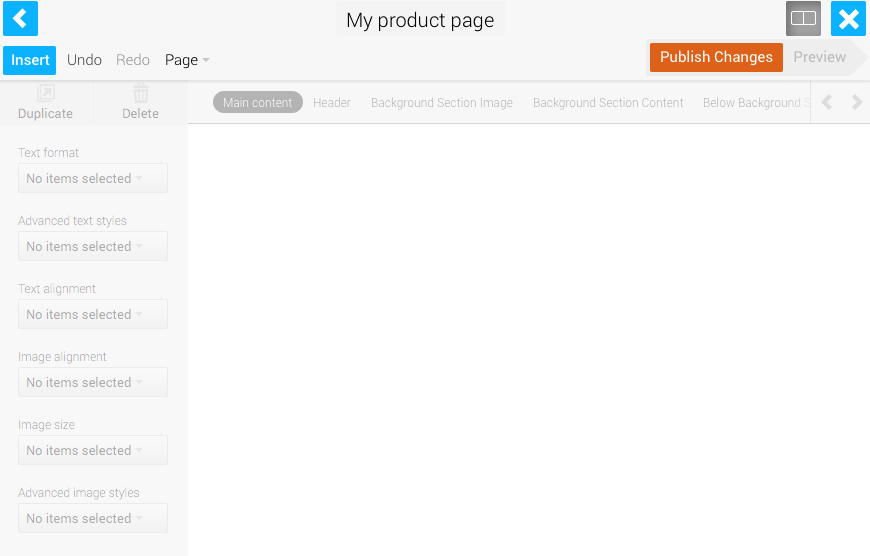 My product page
Insert Undo Redo Page
Publish Changes Preview
Duplicate Delete
Main content Header Background Section Image Background Section Content Below Background
Text format
No items selected
Advanced text styles
No items selected
Text alignment
No items selected
Image alignment
No items selected
Image size
No items selected
Advanced image styles
No items selected